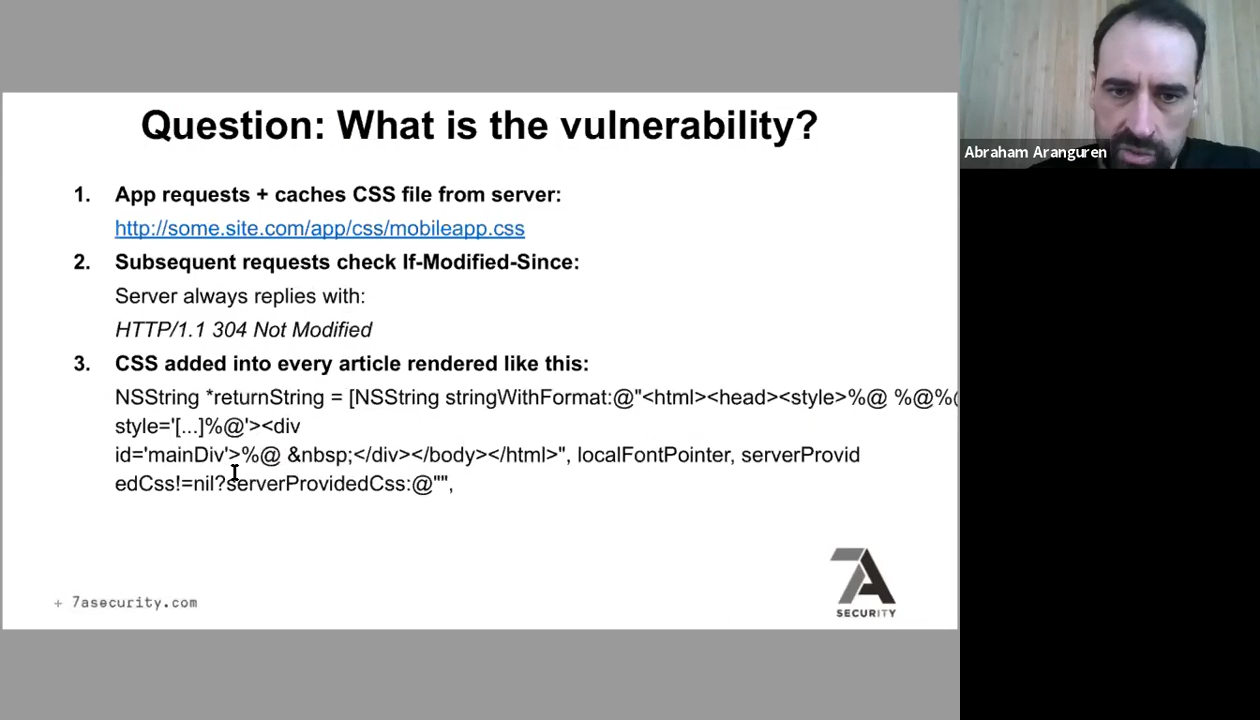 Question: What is the vulnerability?
1. App requests + caches CSS file from server:
http://some.site.com/app/css/mobileapp.css
2. Subsequent requests check If-Modified-Since:
Server always replies with:
HTTP/1.1 304 Not Modified
3. CSS added into every article rendered like this:
NSString *returnString = [NSString stringWithFormat:@"<html><head><style>%@ %@%@
style='[...]%@'><div
id='mainDiv'>%@ &nbsp;</div></body></html>", localFontPointer, serverProvid
edCss!=nil?serverProvidedCss:@"",
+ 7asecurity.com
7A
SECURITY
Abraham Aranguren